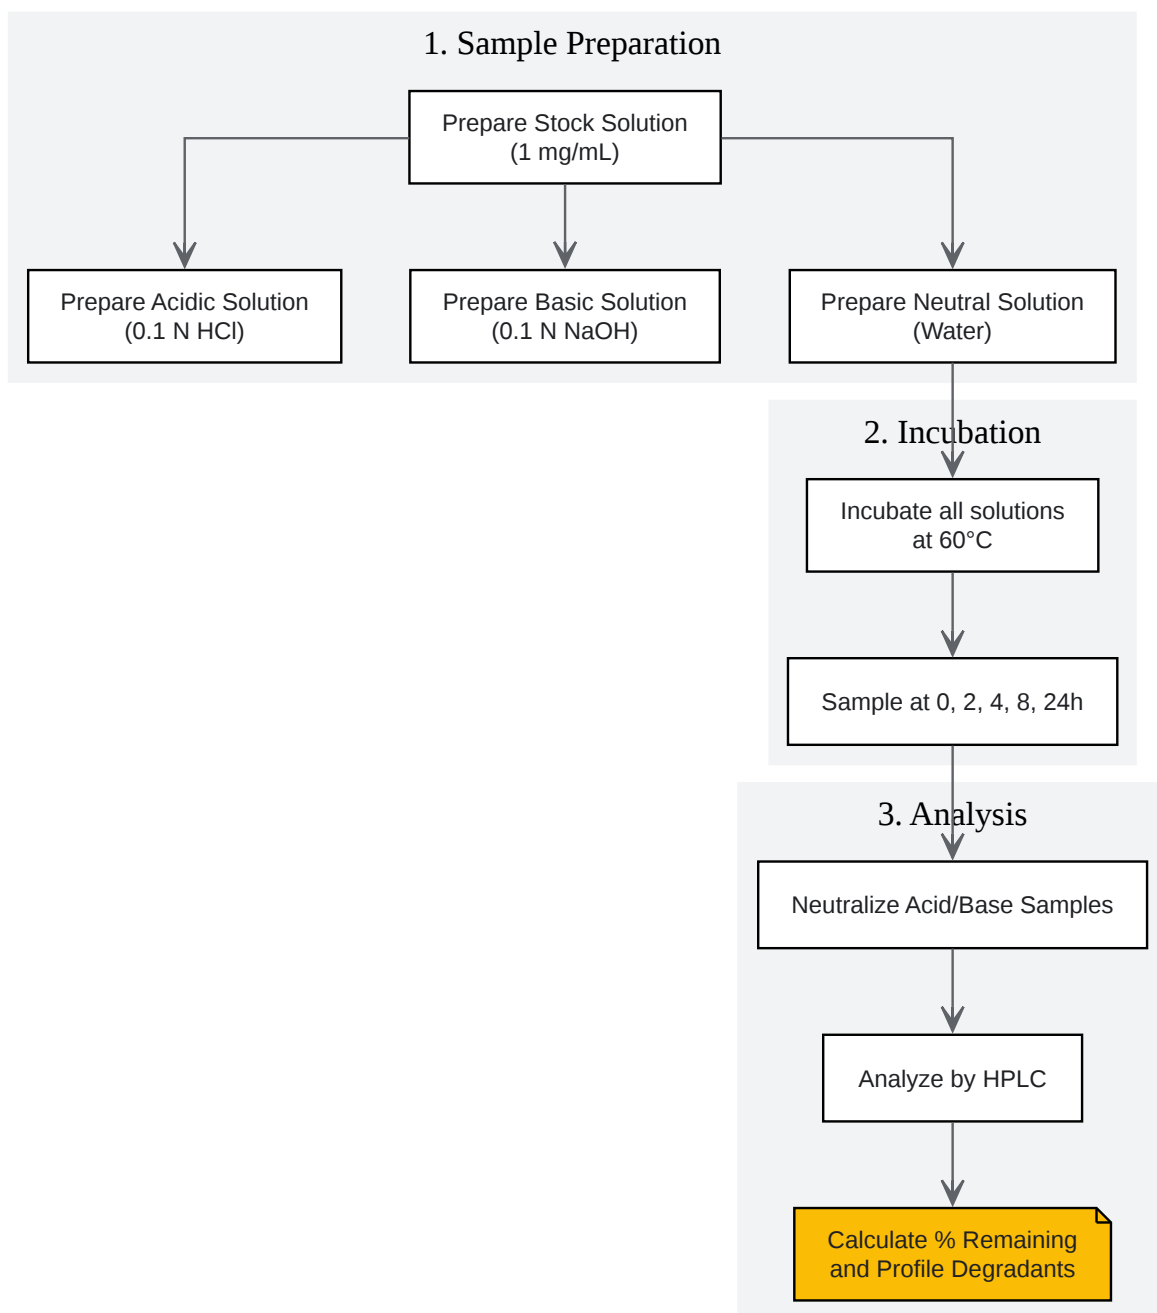 1. Sample Preparation
Prepare Stock Solution
(1 mg/mL)
Prepare Acidic Solution
(0.1 N HCl)
Prepare Basic Solution
(0.1 N NaOH)
Prepare Neutral Solution
(Water)
2. Incubation
Incubate all solutions
at 60°C
Sample at 0, 2, 4, 8, 24h
3. Analysis
Neutralize Acid/Base Samples
Analyze by HPLC
Calculate % Remaining
and Profile Degradants